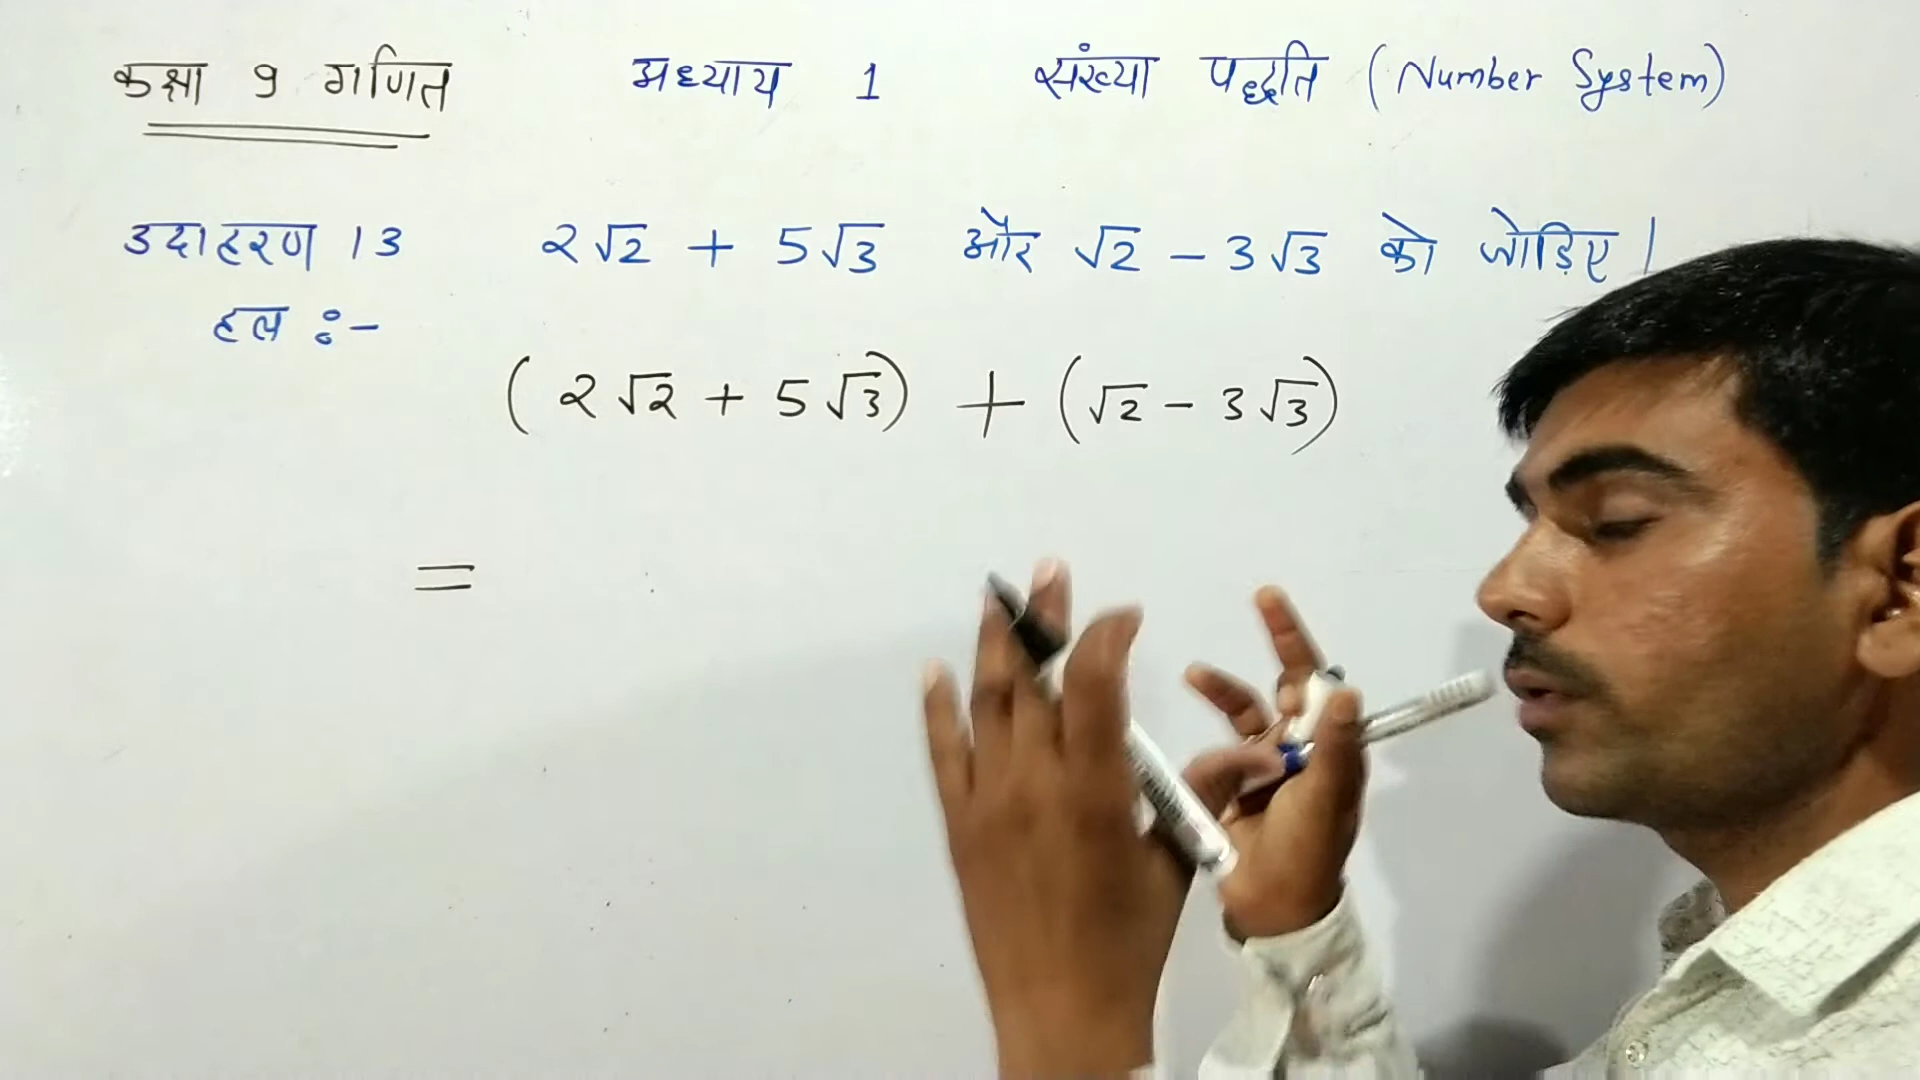 कक्षा 9 गणित अध्याय 1 संख्या पद्धति (Number System)
उदाहरण 13 2√2 + 5√3 और √2 - 3√3 को जोड़िए।
हल :-
(2√2 + 5√3) + (√2 - 3√3)
=